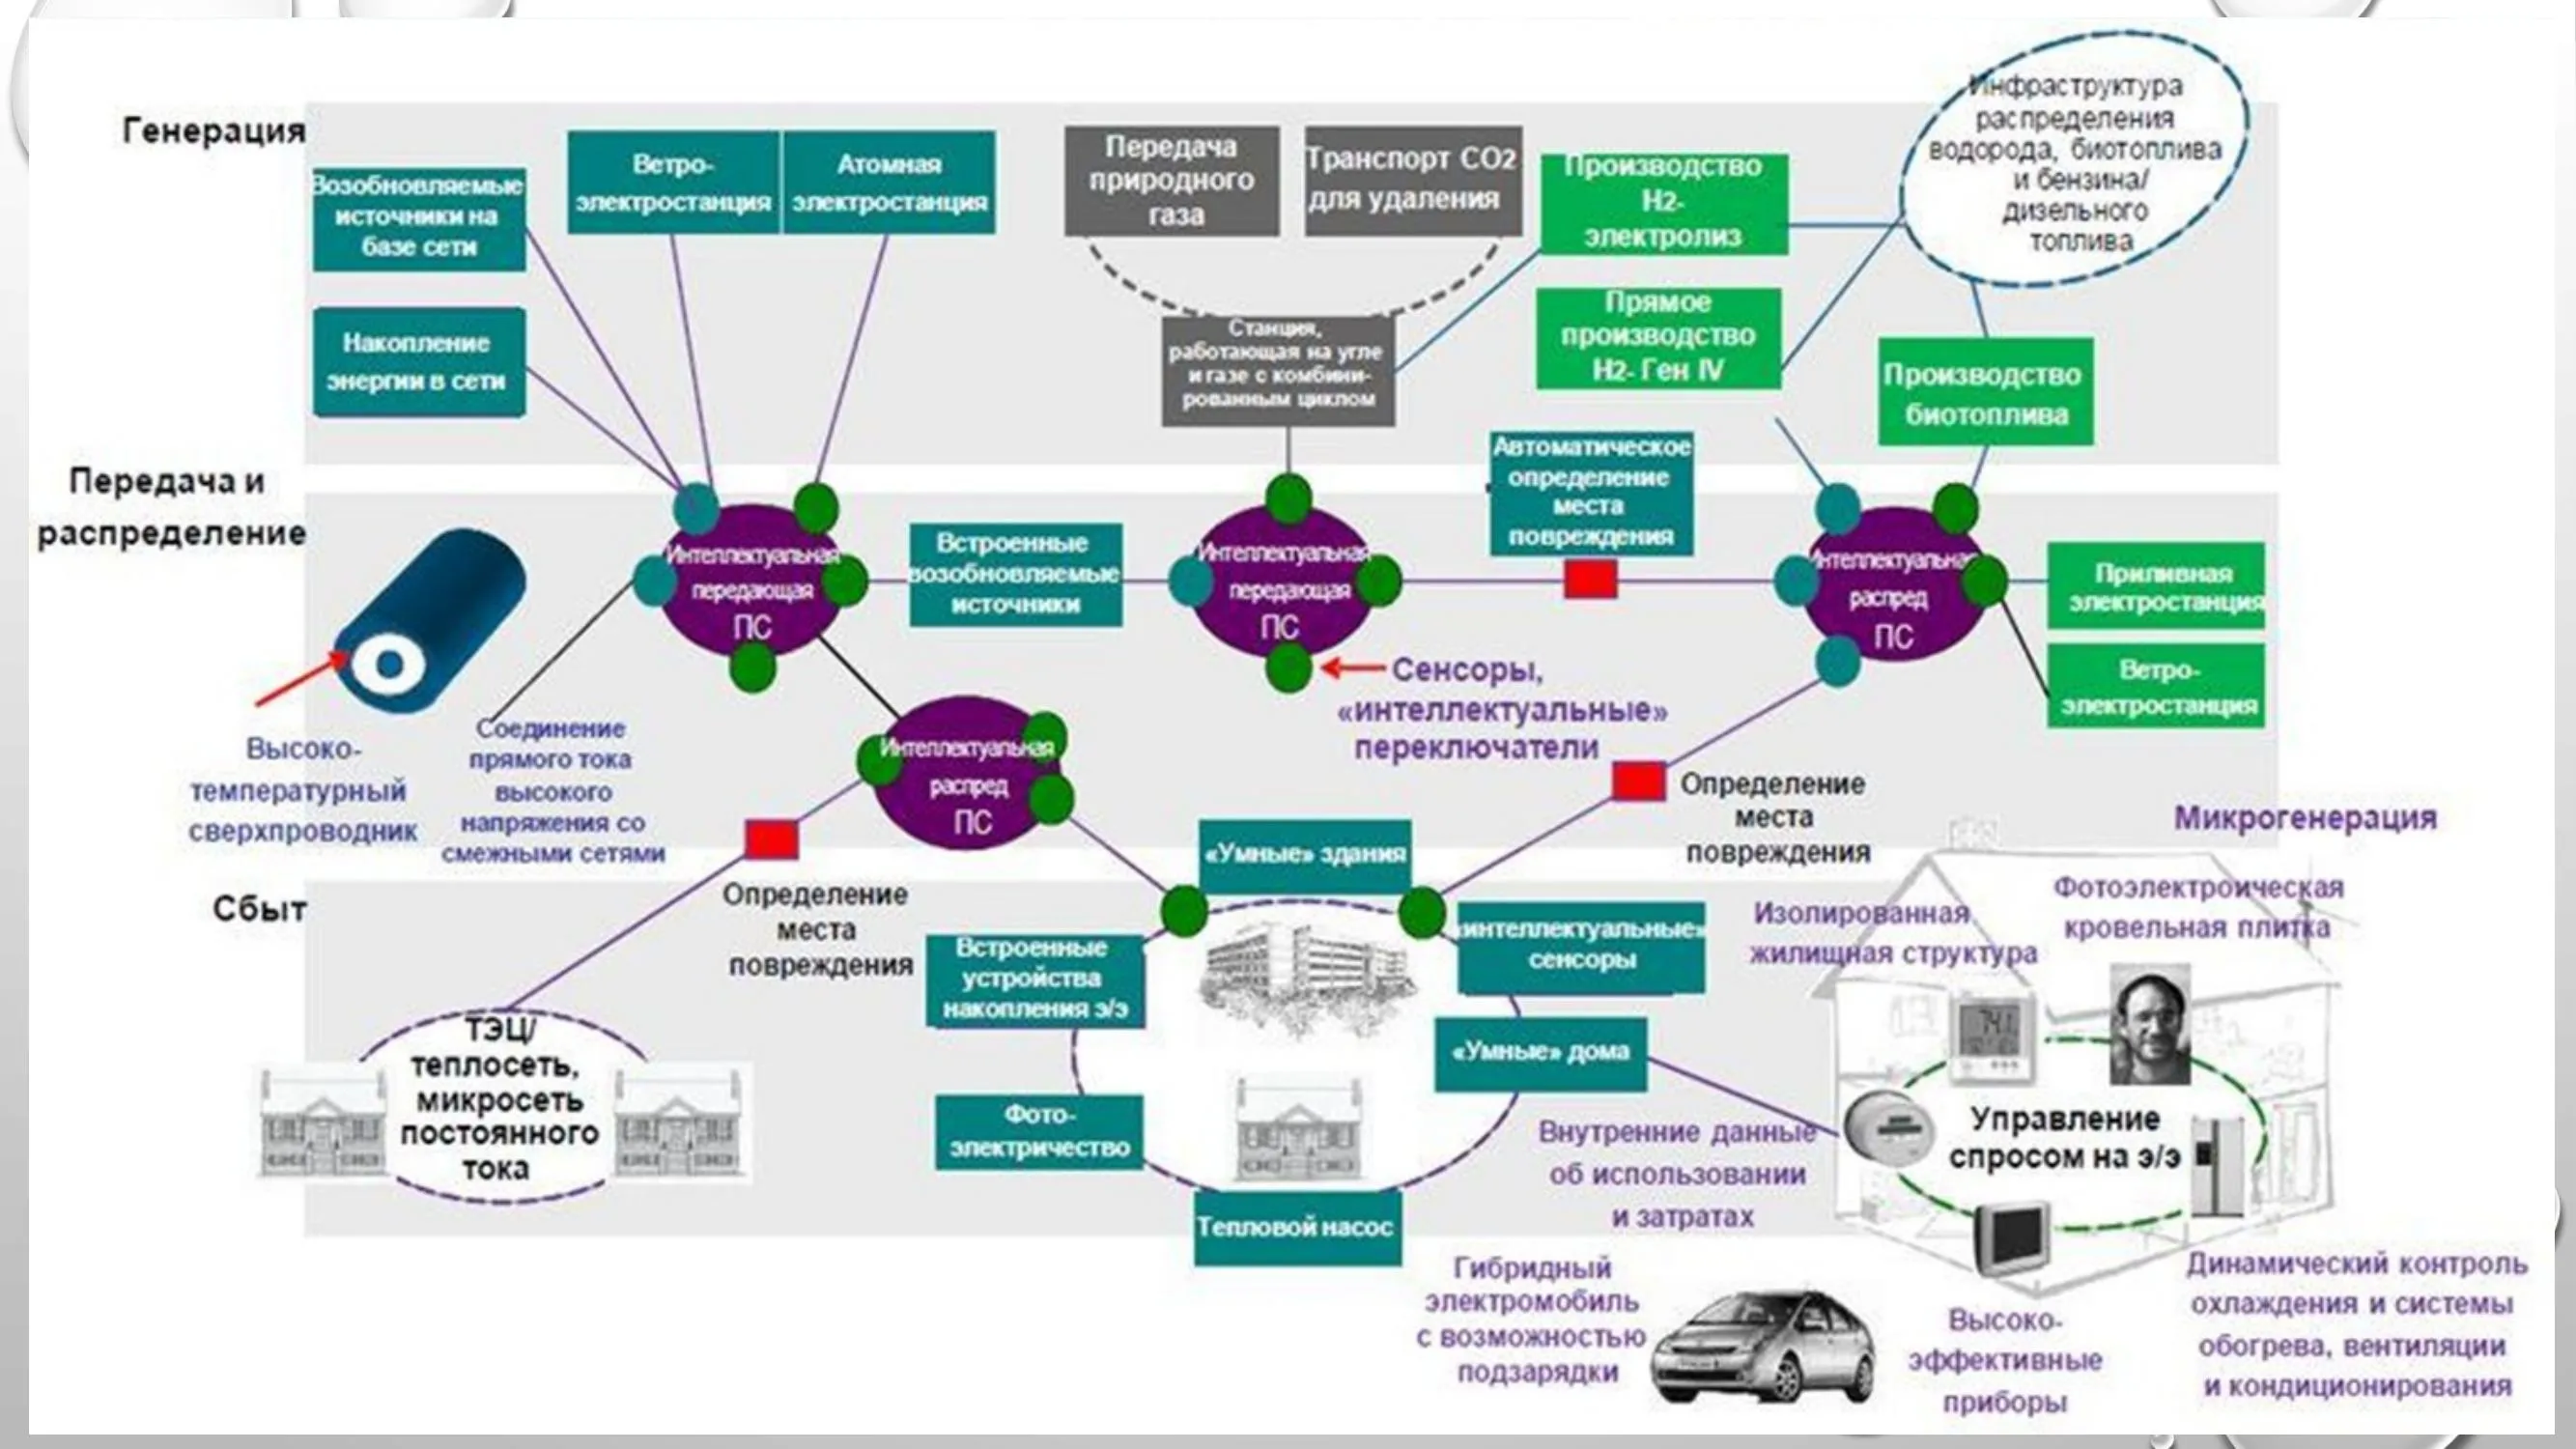 Генерация
Возобновляемые
источники на
базе сети
Ветро-
электростанция
Атомная
электростанция
Передача
природного
газа
Транспорт СО2
для удаления
Производство
Н2-
электролиз
Инфраструктура
распределения
водорода, биотоплива
и бензина/
дизельного
топлива
Накопление
энергии в сети
Станция,
работающая на угле
и газе с комбини-
рованным циклом
Прямое
производство
Н2- Ген IV
Производство
биотоплива
Передача и
распределение
Интеллектуальная
передающая
ПС
Встроенные
возобновляемые
источники
Интеллектуальная
передающая
ПС
Автоматическое
определение
места
повреждения
Интеллектуальная
распред
ПС
Приливная
электростанция
Ветро-
электростанция
Сенсоры,
«интеллектуальные»
переключатели
Высоко-
температурный
сверхпроводник
Соединение
прямого тока
высокого
напряжения со
смежными сетями
Интеллектуальная
распред
ПС
Определение
места
повреждения
Микрогенерация
Сбыт
Определение
места
повреждения
«Умные» здания
Встроенные
устройства
накопления э/э
интеллектуальные»
сенсоры
Изолированная
жилищная структура
Фотоэлектроическая
кровельная плитка
ТЭЦ/
теплосеть,
микросеть
постоянного
тока
Фото-
электричество
«Умные» дома
Тепловой насос
Внутренние данные
об использовании
и затратах
Управление
спросом на э/э
Гибридный
электромобиль
с возможностью
подзарядки
Высоко-
эффективные
приборы
Динамический контроль
охлаждения и системы
обогрева, вентиляции
и кондиционирования